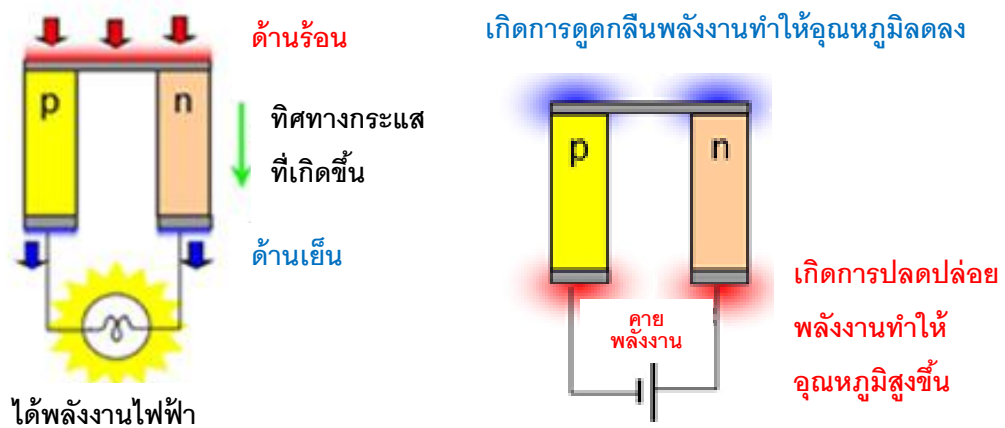 ด้านร้อน
p
n
ทิศทางกระแส
ที่เกิดขึ้น
ด้านเย็น
ได้พลังงานไฟฟ้า
เกิดการดูดกลืนพลังงานทำให้อุณหภูมิลดลง
p
n
คาย
พลังงาน
เกิดการปลดปล่อย
พลังงานทำให้
อุณหภูมิสูงขึ้น